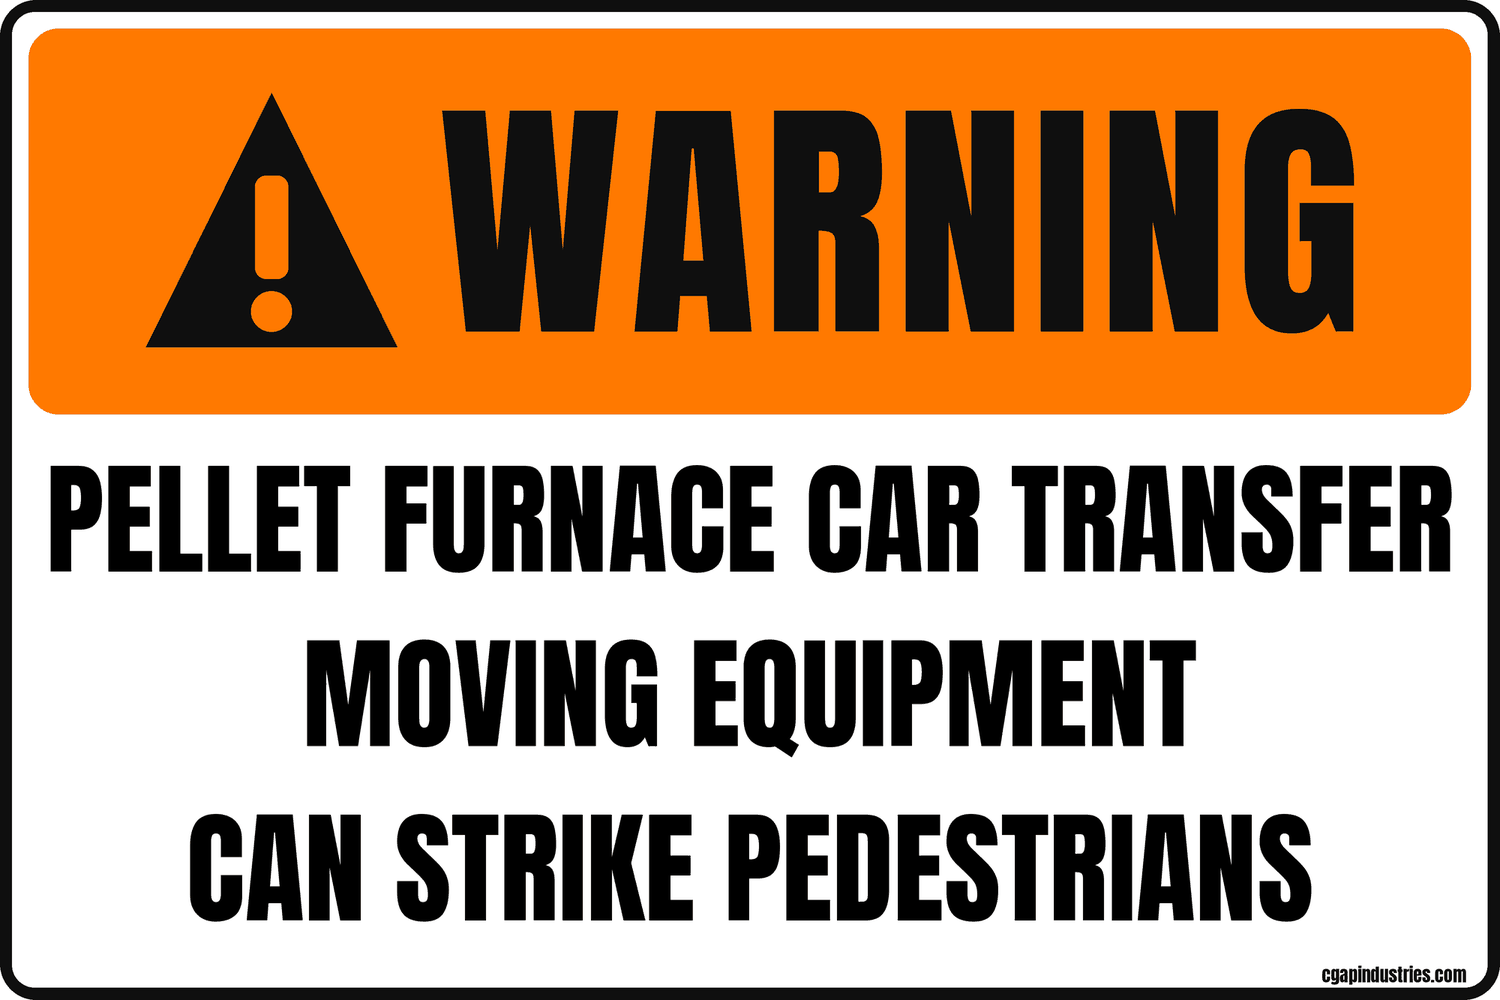 WARNING
PELLET FURNACE CAR TRANSFER
MOVING EQUIPMENT
CAN STRIKE PEDESTRIANS
cgapindustries.com